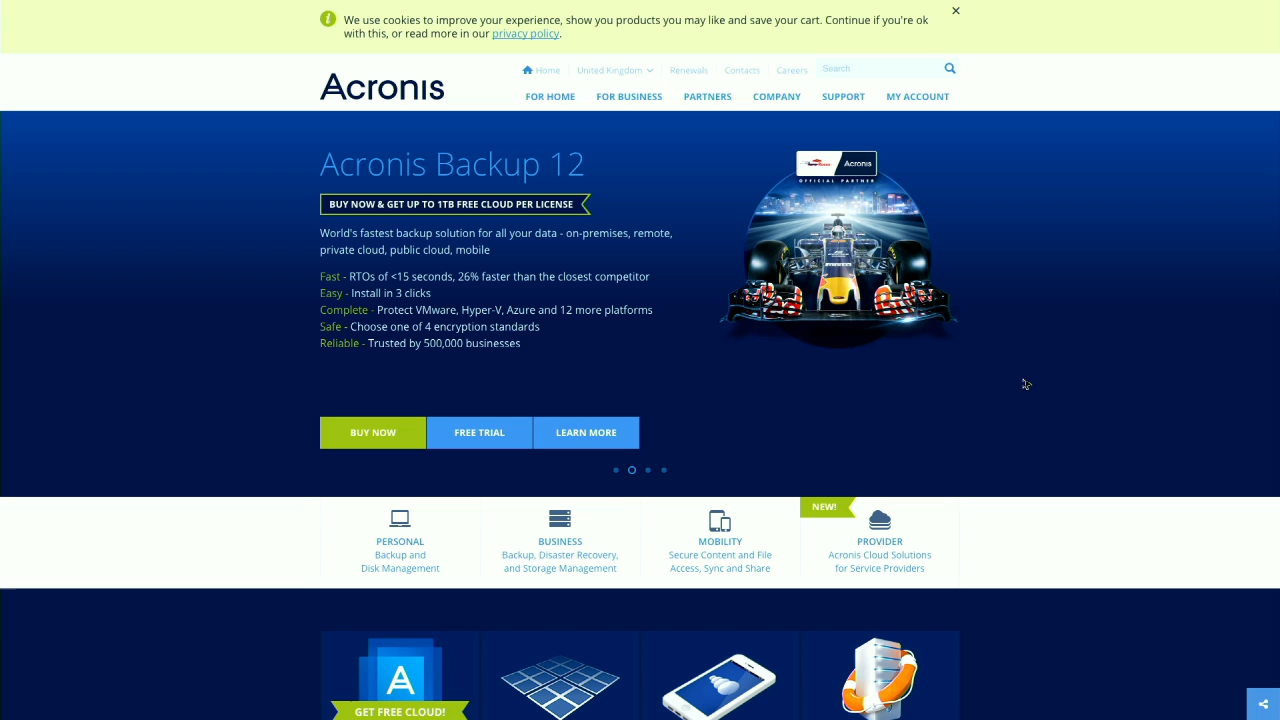 We use cookies to improve your experience, show you products you may like and save your cart. Continue if you're ok
with this, or read more in our privacy policy.
Home
United Kingdom
Renewals
Contacts
Careers
Search
Acronis
FOR HOME
FOR BUSINESS
PARTNERS
COMPANY
SUPPORT
MY ACCOUNT
Acronis Backup 12
Acronis
OFFICIAL PARTNER
BUY NOW & GET UP TO 1TB FREE CLOUD PER LICENSE
World's fastest backup solution for all your data - on-premises, remote,
private cloud, public cloud, mobile
Fast - RTOs of <15 seconds, 26% faster than the closest competitor
Easy - Install in 3 clicks
Complete - Protect VMware, Hyper-V, Azure and 12 more platforms
Safe - Choose one of 4 encryption standards
Reliable - Trusted by 500,000 businesses
BUY NOW
FREE TRIAL
LEARN MORE
NEW!
PERSONAL
Backup and
Disk Management
BUSINESS
Backup, Disaster Recovery,
and Storage Management
MOBILITY
Secure Content and File
Access, Sync and Share
PROVIDER
Acronis Cloud Solutions
for Service Providers
A
GET FREE CLOUD!